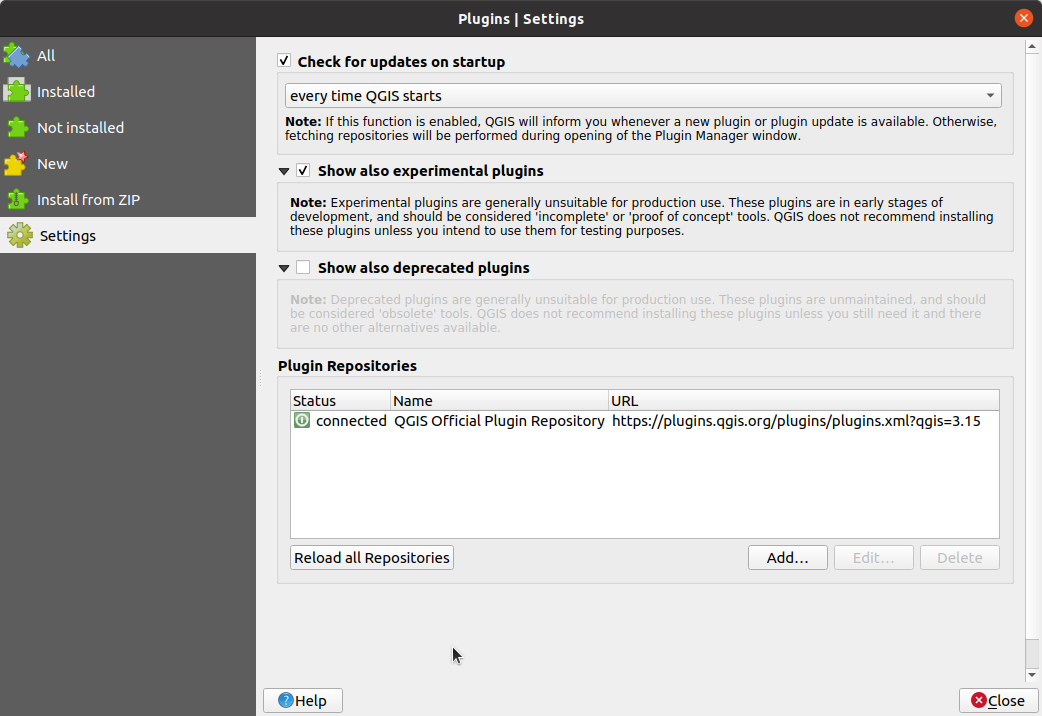 Plugins | Settings
All
Installed
Not installed
New
Install from ZIP
Settings
Check for updates on startup
every time QGIS starts
Note: If this function is enabled, QGIS will inform you whenever a new plugin or plugin update is available. Otherwise,
fetching repositories will be performed during opening of the Plugin Manager window.
Show also experimental plugins
Note: Experimental plugins are generally unsuitable for production use. These plugins are in early stages of
development, and should be considered 'incomplete' or 'proof of concept' tools. QGIS does not recommend installing
these plugins unless you intend to use them for testing purposes.
Show also deprecated plugins
Note: Deprecated plugins are generally unsuitable for production use. These plugins are unmaintained, and should
be considered 'obsolete' tools. QGIS does not recommend installing these plugins unless you still need it and there
are no other alternatives available.
Plugin Repositories
Status Name URL
connected QGIS Official Plugin Repository https://plugins.qgis.org/plugins/plugins.xml?qgis=3.15
Reload all Repositories Add... Edit... Delete
Help Close